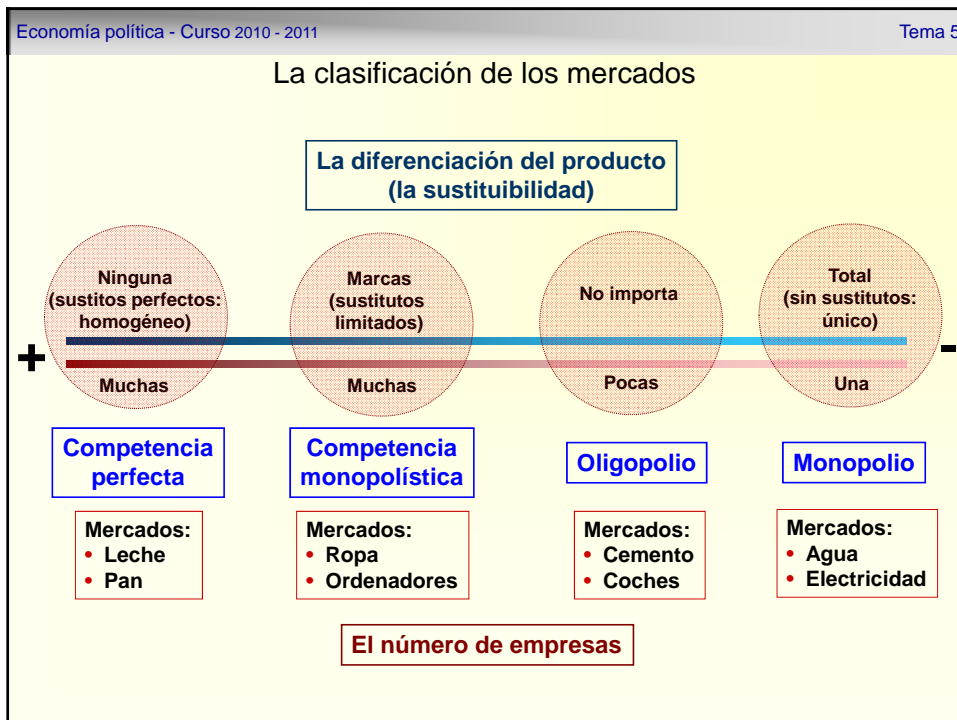 Economía política - Curso 2010 - 2011 Tema 5
La clasificación de los mercados
La diferenciación del producto
(la sustituibilidad)
Ninguna
(sustitos perfectos:
homogéneo)
Marcas
(sustitutos
limitados)
No importa
Total
(sin sustitutos:
único)
+ -
Muchas
Muchas
Pocas
Una
Competencia
perfecta
Competencia
monopolística
Oligopolio
Monopolio
Mercados:
• Leche
• Pan
Mercados:
• Ropa
• Ordenadores
Mercados:
• Cemento
• Coches
Mercados:
• Agua
• Electricidad
El número de empresas